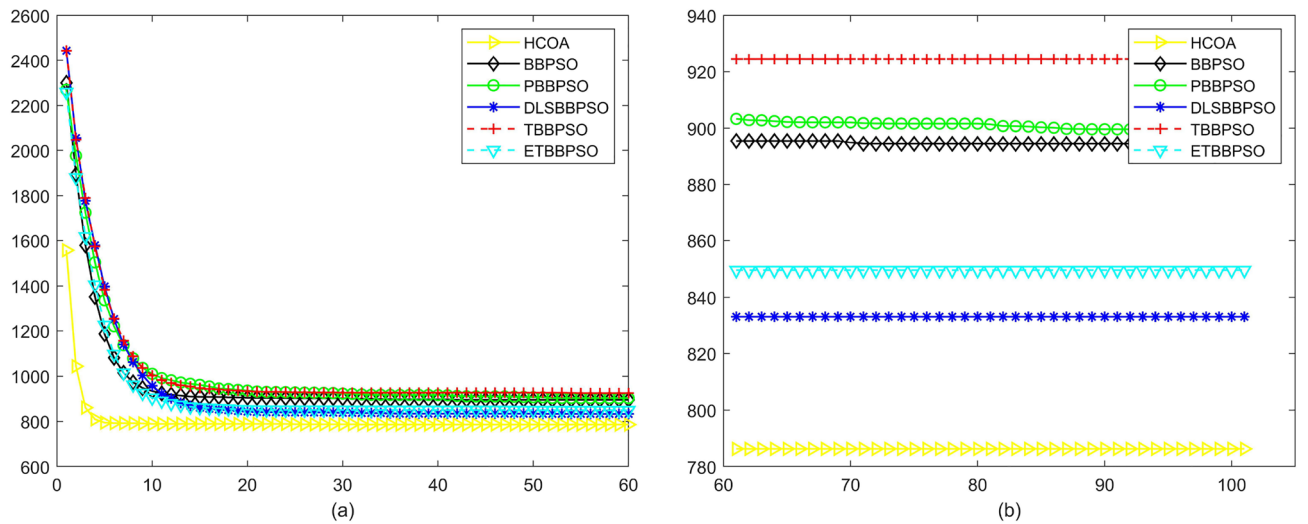 2600
2400
2200
2000
1800
1600
1400
1200
1000
800
600
0
10
20
30
40
50
60
HCOA
BBPSO
PBBPSO
DLSBBPSO
TBBPSO
ETBBPSO
(a)
940
920
900
880
860
840
820
800
780
60
70
80
90
100
HCOA
BBPSO
PBBPSO
DLSBBPSO
TBBPSO
ETBBPSO
(b)